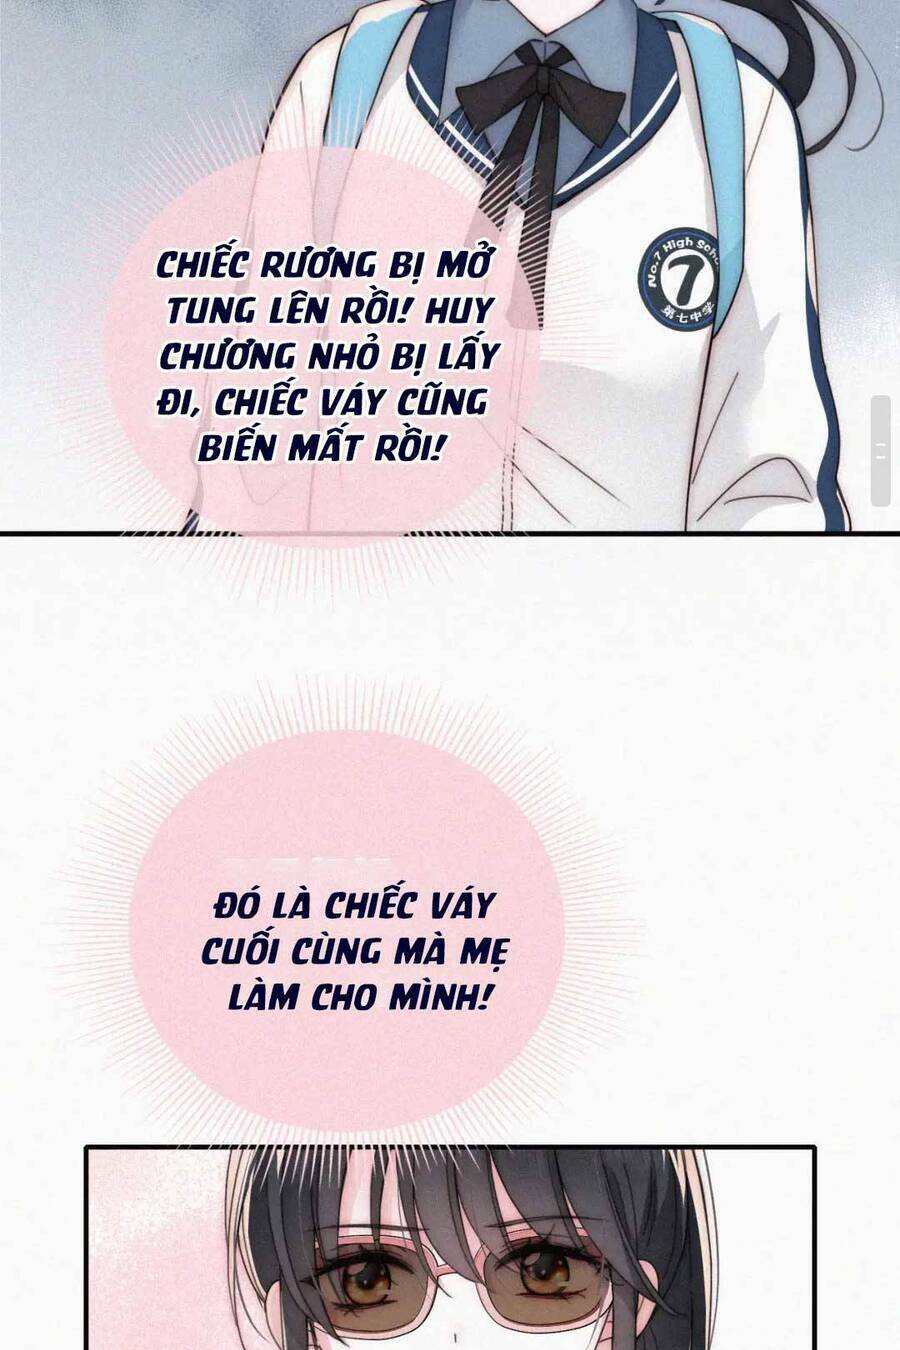 No.7 High School
7
第七中学
CHIẾC RƯƠNG BỊ MỞ
TUNG LÊN RỒI! HUY
CHƯƠNG NHỎ BỊ LẤY
ĐI, CHIẾC VÁY CŨNG
BIẾN MẤT RỒI!
ĐÓ LÀ CHIẾC VÁY
CUỐI CÙNG MÀ MẸ
LÀM CHO MÌNH!